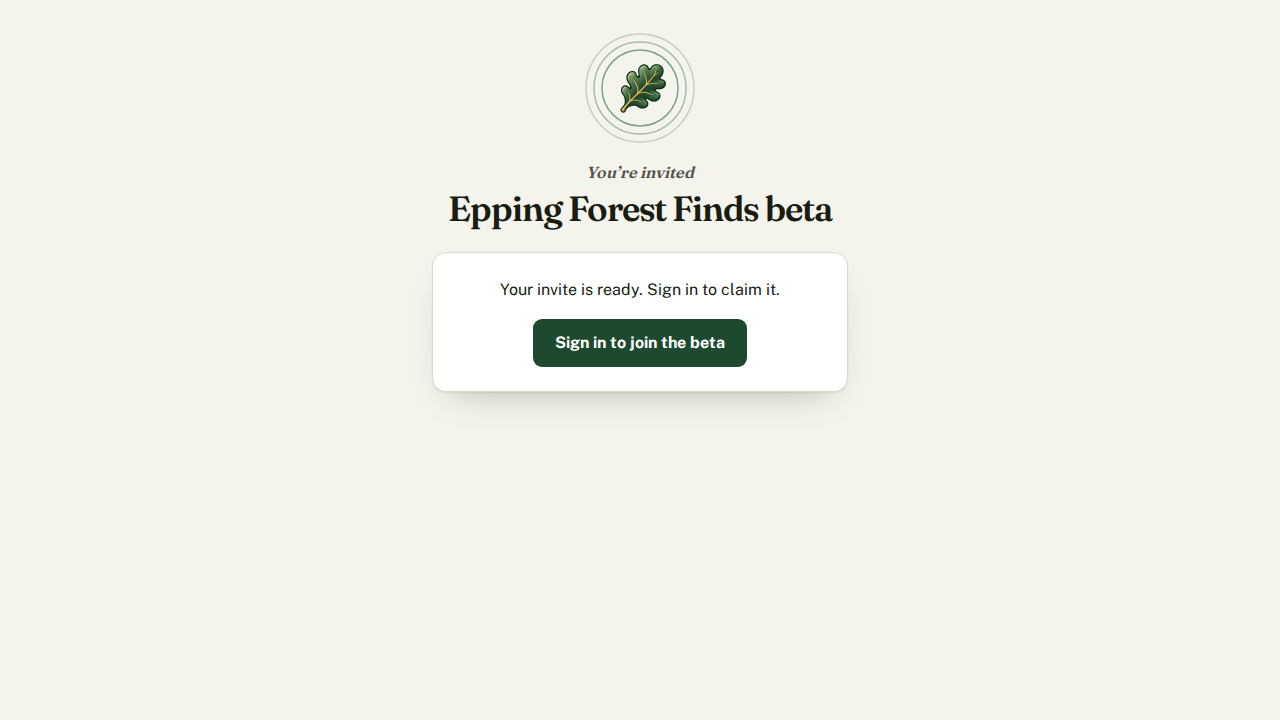 You’re invited
Epping Forest Finds beta
Your invite is ready. Sign in to claim it.
Sign in to join the beta